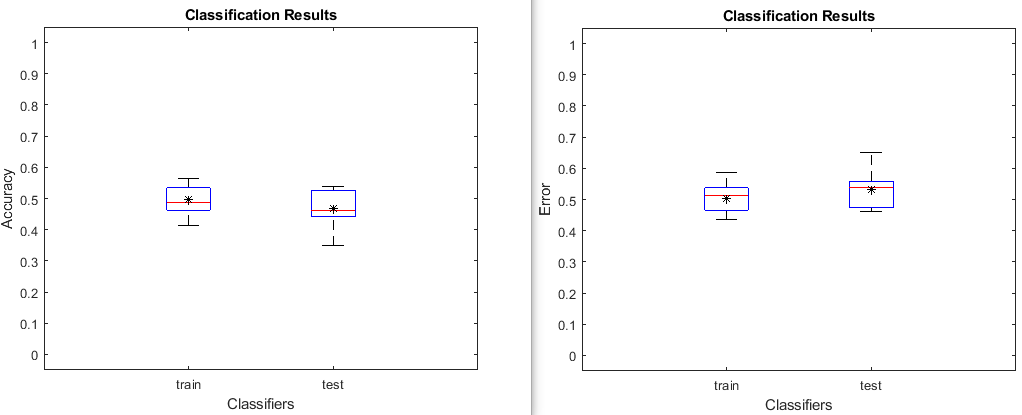 Classification Results
Accuracy
1
0.9
0.8
0.7
0.6
0.5
0.4
0.3
0.2
0.1
0
train test
Classifiers
Classification Results
Error
1
0.9
0.8
0.7
0.6
0.5
0.4
0.3
0.2
0.1
0
train test
Classifiers